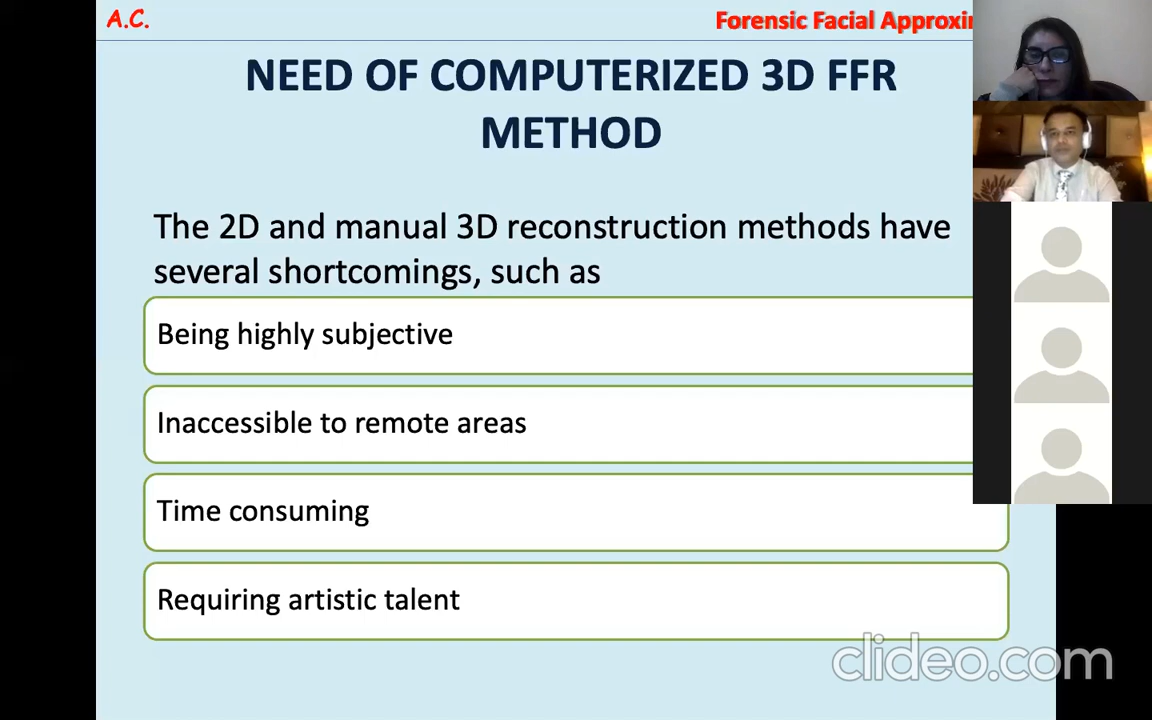 A.C.
Forensic Facial
NEED OF COMPUTERIZED 3D FFR
METHOD
The 2D and manual 3D reconstruction methods have
several shortcomings, such as
Being highly subjective
Inaccessible to remote areas
Time consuming
Requiring artistic talent
clideo.com